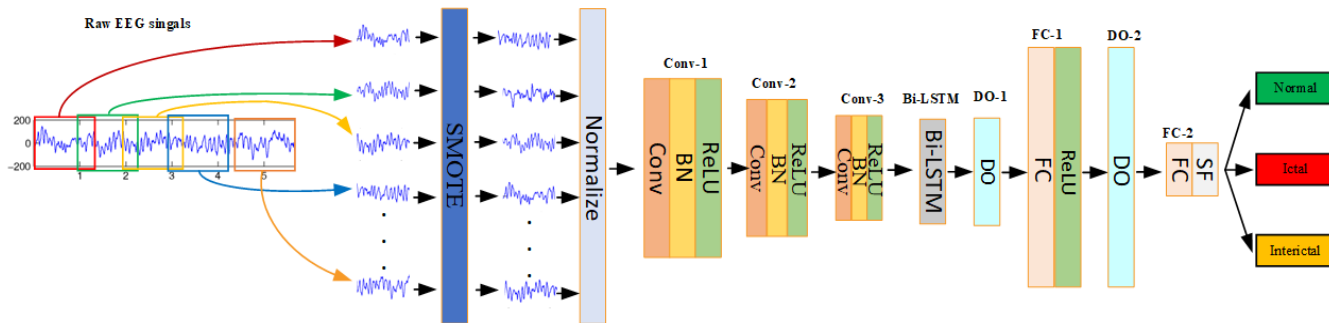 Raw EEG singals
200
0
−200
1
2
3
4
5
SMOTE
Normalize
Conv-1
Conv
BN
ReLU
Conv-2
Conv
BN
ReLU
Conv-3
Conv
BN
ReLU
Bi-LSTM
Bi-LSTM
DO-1
DO
FC-1
FC
ReLU
DO-2
DO
FC-2
FC
SF
Normal
Ictal
Interictal